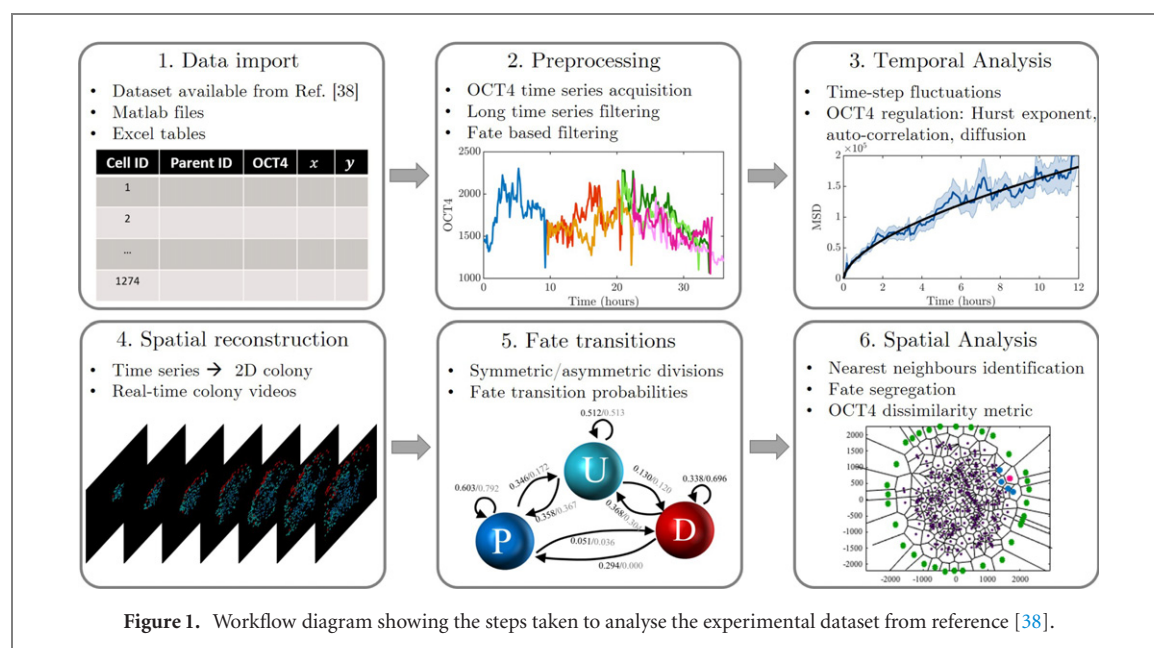 1. Data import
• Dataset available from Ref. [38]
• Matlab files
• Excel tables
Cell ID Parent ID OCT4 x y
1
2
...
1274
2. Preprocessing
• OCT4 time series acquisition
• Long time series filtering
• Fate based filtering
2500
2000
1500
1000
OCT4
0 10 20 30
Time (hours)
3. Temporal Analysis
• Time-step fluctuations
• OCT4 regulation: Hurst exponent,
auto-correlation, diffusion
×10⁵
2
1.5
1
0.5
0
MSD
0 2 4 6 8 10 12
Time (hours)
4. Spatial reconstruction
• Time series → 2D colony
• Real-time colony videos
5. Fate transitions
• Symmetric/asymmetric divisions
• Fate transition probabilities
0.512/0.513
U
0.346/0.172
0.130/0.120
0.338/0.696
0.603/0.792
0.358/0.367
P
D
0.051/0.036
0.294/0.000
6. Spatial Analysis
• Nearest neighbours identification
• Fate segregation
• OCT4 dissimilarity metric
2000
1500
1000
500
0
-500
-1000
-1500
-2000
-2000 -1000 0 1000 2000
Figure 1. Workflow diagram showing the steps taken to analyse the experimental dataset from reference [38].